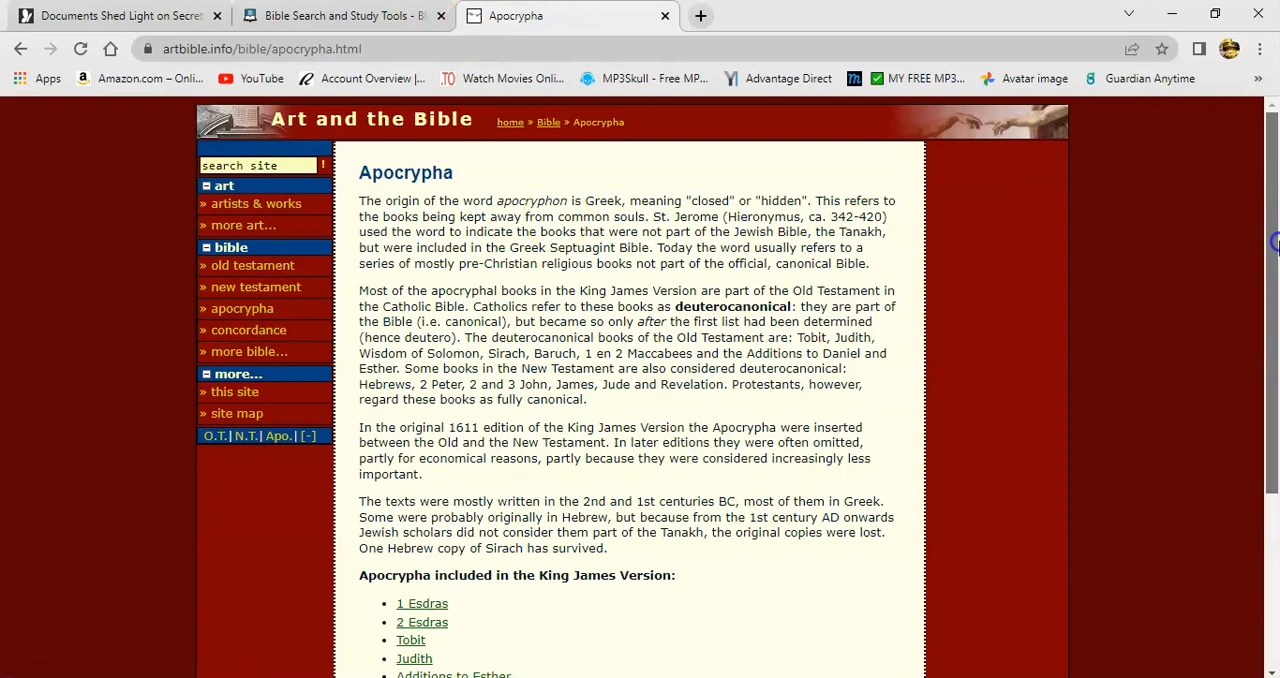 Documents Shed Light on Secret
Bible Search and Study Tools - Bl
Apocrypha
artbible.info/bible/apocrypha.html
Apps
Amazon.com – Onli...
YouTube
Account Overview |...
Watch Movies Onlin...
MP3Skull - Free MP...
Advantage Direct
MY FREE MP3...
Avatar image
Guardian Anytime
»
Art and the Bible
home » Bible » Apocrypha
search site !
art
» artists & works
» more art...
bible
» old testament
» new testament
» apocrypha
» concordance
» more bible...
more...
» this site
» site map
O.T.| N.T.| Apo.| [-]
Apocrypha
The origin of the word apocryphon is Greek, meaning "closed" or "hidden". This refers to
the books being kept away from common souls. St. Jerome (Hieronymus, ca. 342-420)
used the word to indicate the books that were not part of the Jewish Bible, the Tanakh,
but were included in the Greek Septuagint Bible. Today the word usually refers to a
series of mostly pre-Christian religious books not part of the official, canonical Bible.
Most of the apocryphal books in the King James Version are part of the Old Testament in
the Catholic Bible. Catholics refer to these books as deuterocanonical: they are part of
the Bible (i.e. canonical), but became so only after the first list had been determined
(hence deutero). The deuterocanonical books of the Old Testament are: Tobit, Judith,
Wisdom of Solomon, Sirach, Baruch, 1 en 2 Maccabees and the Additions to Daniel and
Esther. Some books in the New Testament are also considered deuterocanonical:
Hebrews, 2 Peter, 2 and 3 John, James, Jude and Revelation. Protestants, however,
regard these books as fully canonical.
In the original 1611 edition of the King James Version the Apocrypha were inserted
between the Old and the New Testament. In later editions they were often omitted,
partly for economical reasons, partly because they were considered increasingly less
important.
The texts were mostly written in the 2nd and 1st centuries BC, most of them in Greek.
Some were probably originally in Hebrew, but because from the 1st century AD onwards
Jewish scholars did not consider them part of the Tanakh, the original copies were lost.
One Hebrew copy of Sirach has survived.
Apocrypha included in the King James Version:
• 1 Esdras
• 2 Esdras
• Tobit
• Judith
Additions to Esther